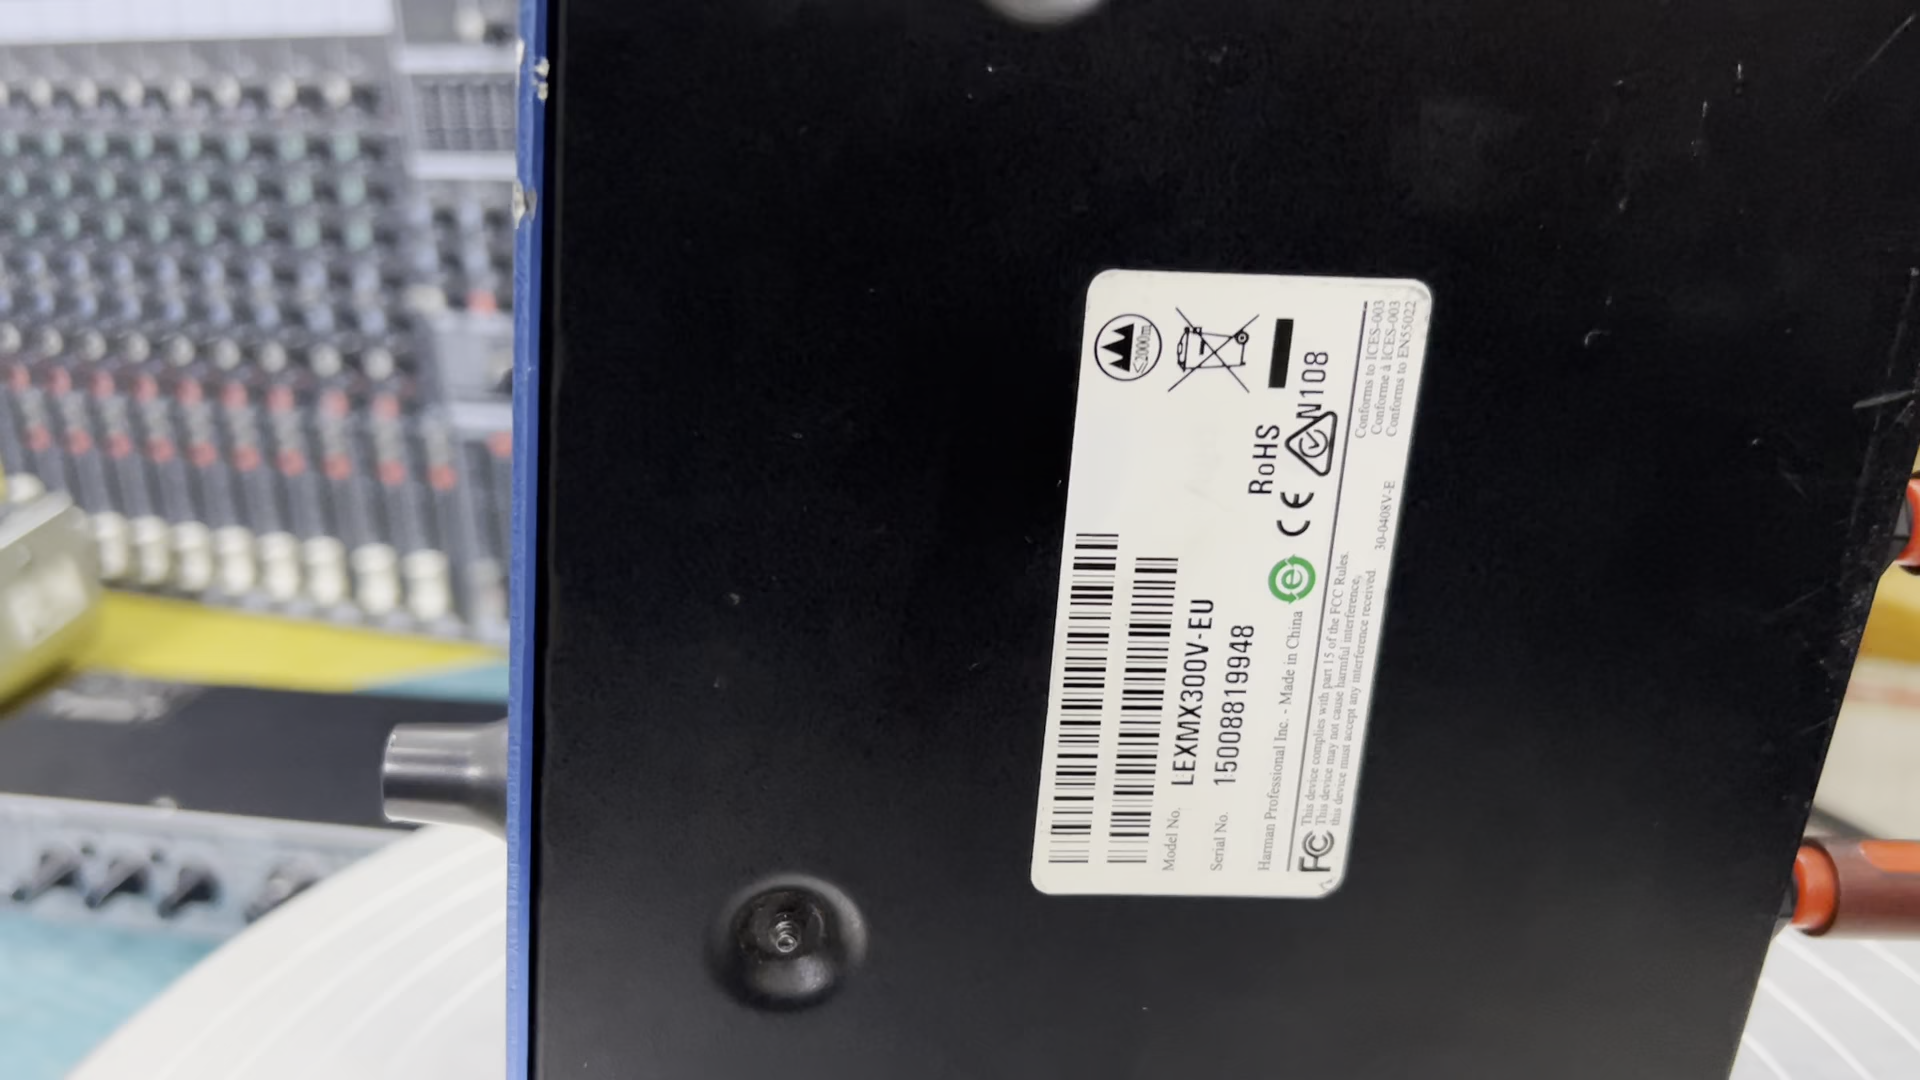 Model No. LEXMX300V-EU
Serial No. 150088199948
Harman Professional Inc. - Made in China
RoHS
CE
N108
≤2000m
FC
This device complies with part 15 of the FCC Rules.
This device may not cause harmful interference,
this device must accept any interference received.
30-0408V-E
Conforms to ICES-003
Conforme à ICES-003
Conforms to EN55022